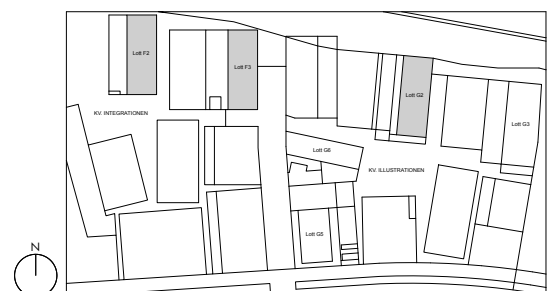 Lott F2
Lott F3
Lott G2
KV. INTEGRATIONEN
Lott G3
Lott G6
KV. ILLUSTRATIONEN
Lott G5
N